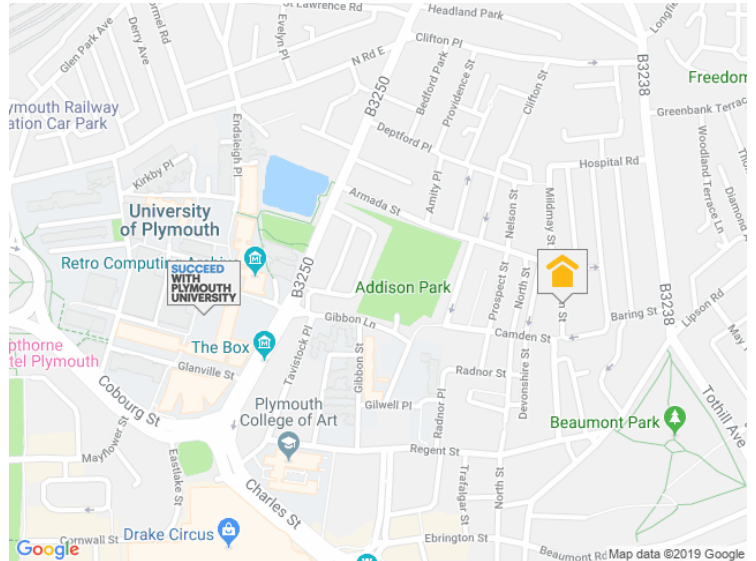 St Lawrence Rd
Headland Park
Glen Park Ave
Derry Ave
Evelyn Pl
N Rd E
Clifton Pl
B3250
Bedford Park
Providence St
Clifton St
B3238
Freedom
Greenbank Terrace
Woodland Terrace Ln
ymouth Railway
ation Car Park
Endsleigh Pl
Deptford Pl
Hospital Rd
Kirkby Pl
Armada St
Amity Pl
Nelson St
Mildmay St
University
of Plymouth
Retro Computing
SUCCEED
WITH
PLYMOUTH
UNIVERSITY
B3250
Addison Park
Prospect St
North St
B3238
Lipson Rd
Baring St
Gibbon Ln
Camden St
The Box
Tavistock Pl
Gibbon St
Glanville St
Radnor St
Devonshire St
tel Plymouth
Cobourg St
Plymouth
College of Art
Gilwell Pl
Radnor Pl
Beaumont Park
Tothill Ave
Mayflower St
Eastlake St
Regent St
Charles St
Trafalgar St
North St
Drake Circus
Cornwall St
Ebrington St
Beaumont Rd
Google
Map data ©2019 Google